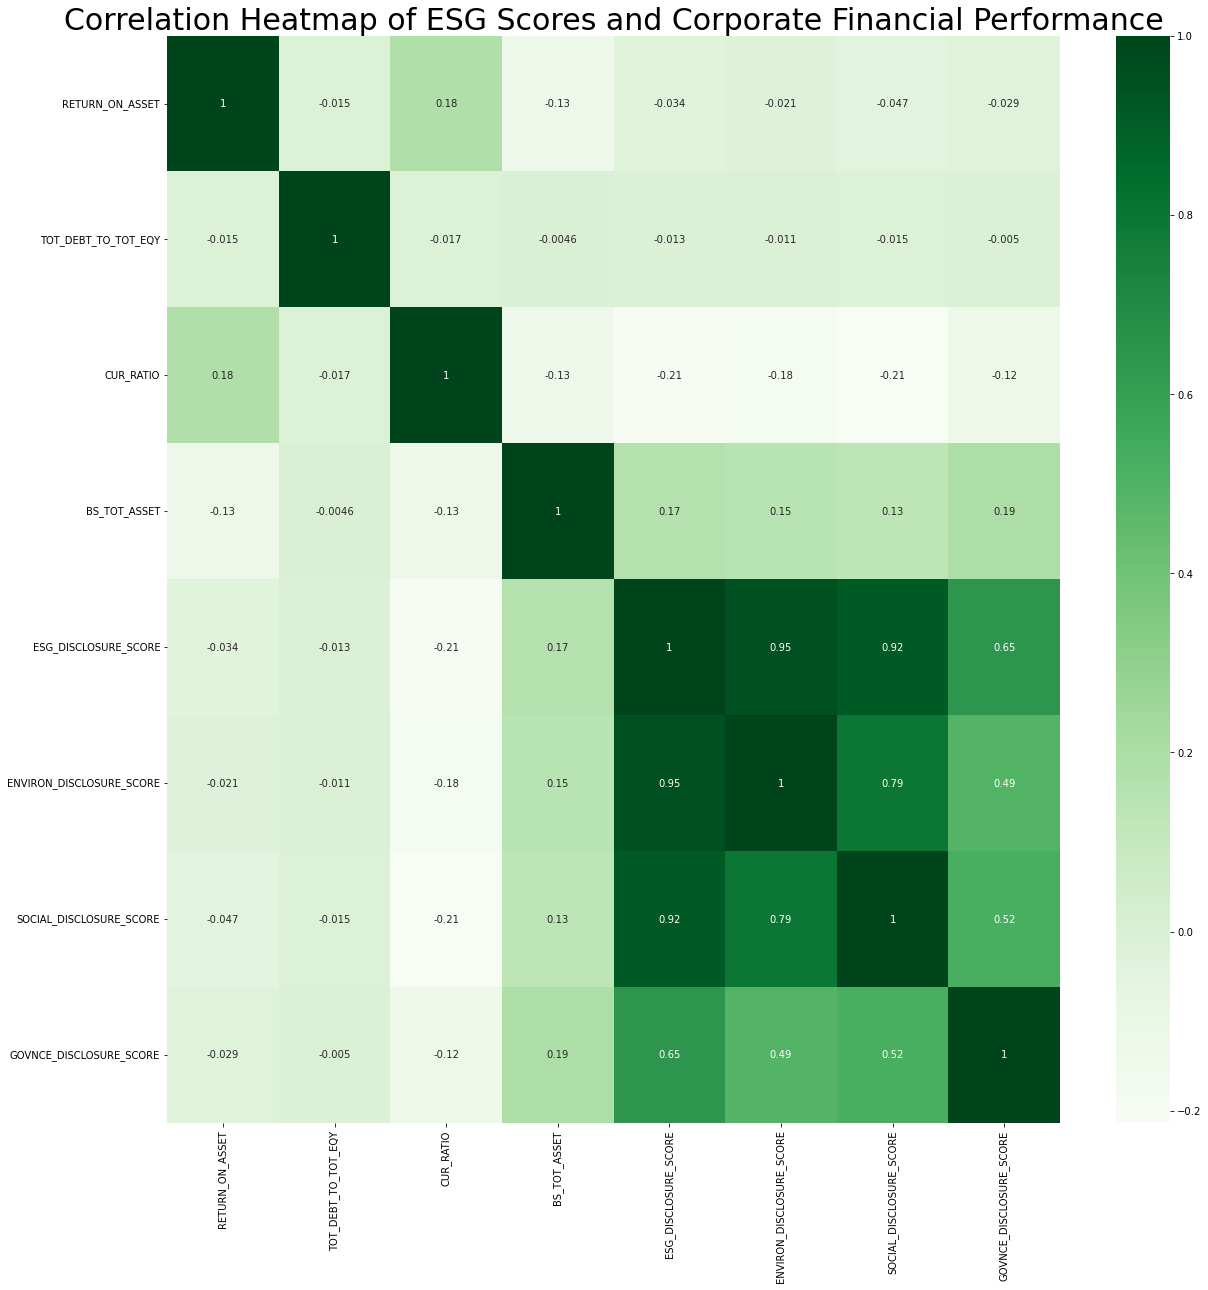 Correlation Heatmap of ESG Scores and Corporate Financial Performance
1.0
RETURN_ON_ASSET 1 -0.015 0.18 -0.13 -0.034 -0.021 -0.047 -0.029
0.8
TOT_DEBT_TO_TOT_EQY -0.015 1 -0.017 -0.0046 -0.013 -0.011 -0.015 -0.005
CUR_RATIO 0.18 -0.017 1 -0.13 -0.21 -0.18 -0.21 -0.12
0.6
BS_TOT_ASSET -0.13 -0.0046 -0.13 1 0.17 0.15 0.13 0.19
0.4
ESG_DISCLOSURE_SCORE -0.034 -0.013 -0.21 0.17 1 0.95 0.92 0.65
0.2
ENVIRON_DISCLOSURE_SCORE -0.021 -0.011 -0.18 0.15 0.95 1 0.79 0.49
SOCIAL_DISCLOSURE_SCORE -0.047 -0.015 -0.21 0.13 0.92 0.79 1 0.52
0.0
GOVNCE_DISCLOSURE_SCORE -0.029 -0.005 -0.12 0.19 0.65 0.49 0.52 1
−0.2
RETURN_ON_ASSET
TOT_DEBT_TO_TOT_EQY
CUR_RATIO
BS_TOT_ASSET
ESG_DISCLOSURE_SCORE
ENVIRON_DISCLOSURE_SCORE
SOCIAL_DISCLOSURE_SCORE
GOVNCE_DISCLOSURE_SCORE